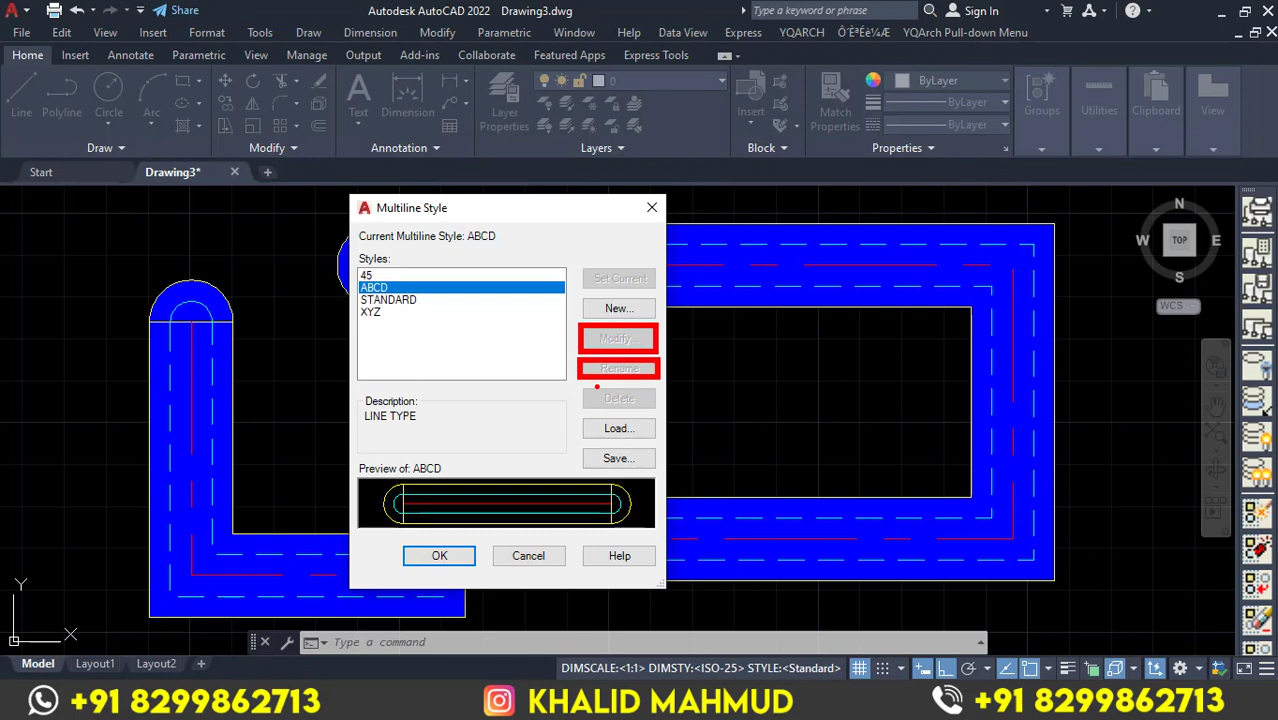 Share
Autodesk AutoCAD 2022 Drawing3.dwg
Type a keyword or phrase
Sign In
File Edit View Insert Format Tools Draw Dimension Modify Parametric Window Help Data View Express YQARCH Ô´È±Éè¼Æ YQArch Pull-down Menu
Home Insert Annotate Parametric View Manage Output Add-ins Collaborate Featured Apps Express Tools
0
ByLayer
ByLayer
ByLayer
Line Polyline Circle Arc
Text Dimension
Layer
Properties
Insert
Match
Properties
Groups
Utilities
Clipboard
View
Draw
Modify
Annotation
Layers
Block
Properties
Start
Drawing3*
Multiline Style
Current Multiline Style: ABCD
Styles:
45
ABCD
STANDARD
XYZ
Set Current
New...
Modify...
Rename
Delete
Load...
Save...
Description:
LINE TYPE
Preview of: ABCD
OK
Cancel
Help
N
W
TOP
E
S
WCS
Y
X
Type a command
Model
Layout1
Layout2
DIMSCALE:<1:1> DIMSTY:<ISO-25> STYLE:<Standard>
+91 8299862713
KHALID MAHMUD
+91 8299862713